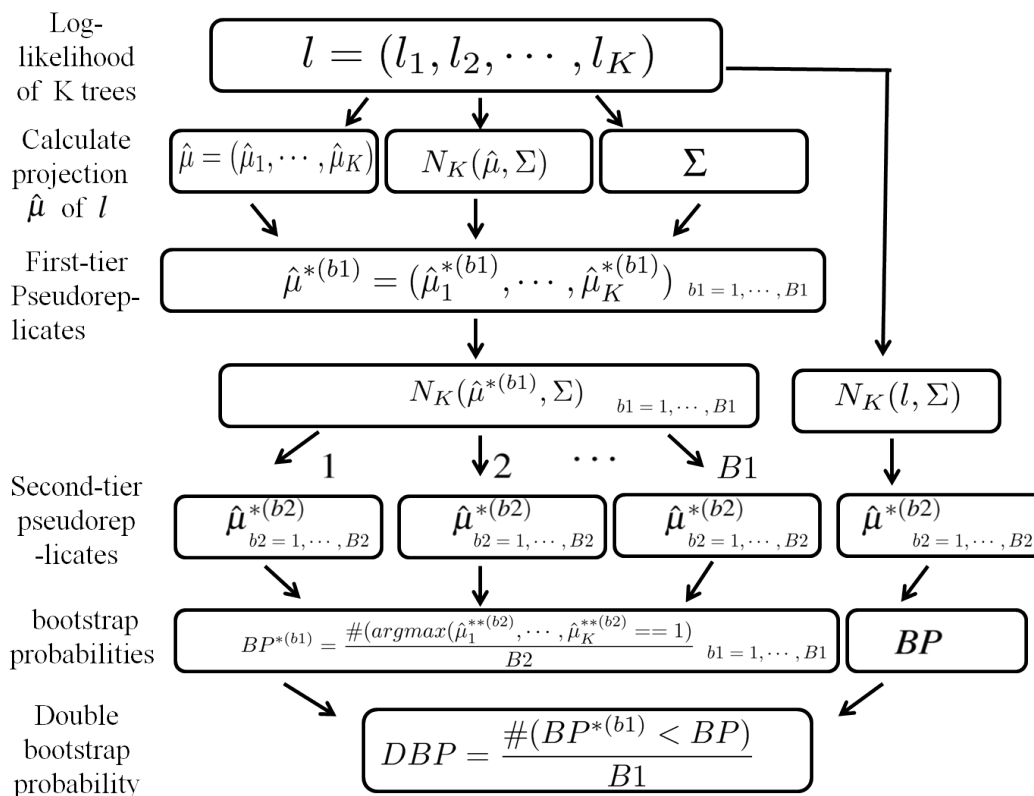 Log-
likelihood
of K trees
l = (l_1, l_2, ⋯ , l_K)
Calculate
projection
μ̂ of l
μ̂ = (μ̂_1, ⋯ , μ̂_K)
N_K(μ̂, Σ)
Σ
First-tier
Pseudorep-
licates
μ̂^{*(b1)} = (μ̂_1^{*(b1)}, ⋯ , μ̂_K^{*(b1)}) b1 = 1, ⋯ , B1
N_K(μ̂^{*(b1)}, Σ) b1 = 1, ⋯ , B1
N_K(l, Σ)
1 2 ⋯ B1
Second-tier
pseudorep
-licates
μ̂^{*(b2)}
b2 = 1, ⋯ , B2
μ̂^{*(b2)}
b2 = 1, ⋯ , B2
μ̂^{*(b2)}
b2 = 1, ⋯ , B2
μ̂^{*(b2)}
b2 = 1, ⋯ , B2
bootstrap
probabilities
BP^{*(b1)} = #(argmax(μ̂_1^{**(b2)}, ⋯ , μ̂_K^{**(b2)} == 1) / B2 b1 = 1, ⋯ , B1
BP
Double
bootstrap
probability
DBP = #(BP^{*(b1)} < BP) / B1